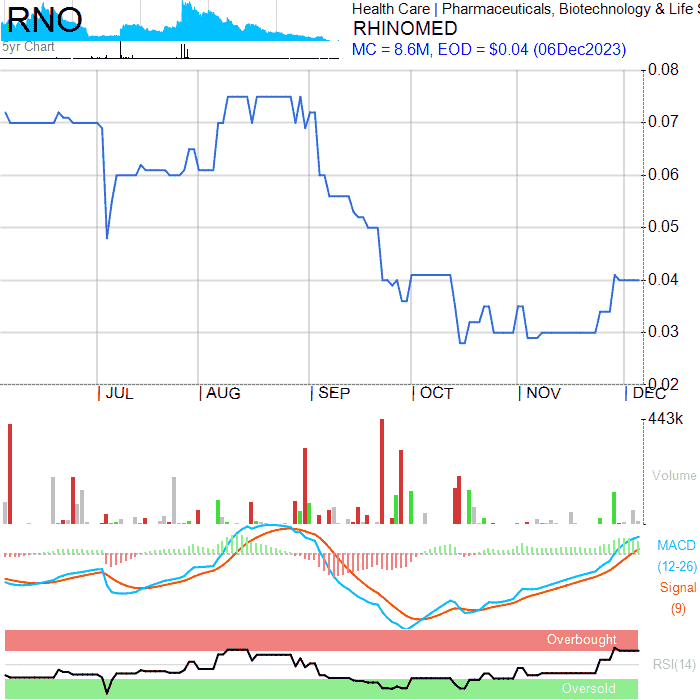 RNO
5yr Chart
Health Care | Pharmaceuticals, Biotechnology & Life
RHINOMED
MC = 8.6M, EOD = $0.04 (06Dec2023)
0.08
0.07
0.06
0.05
0.04
0.03
0.02
JUL AUG SEP OCT NOV DEC
443k
Volume
MACD
(12-26)
Signal
(9)
Overbought
RSI(14)
Oversold